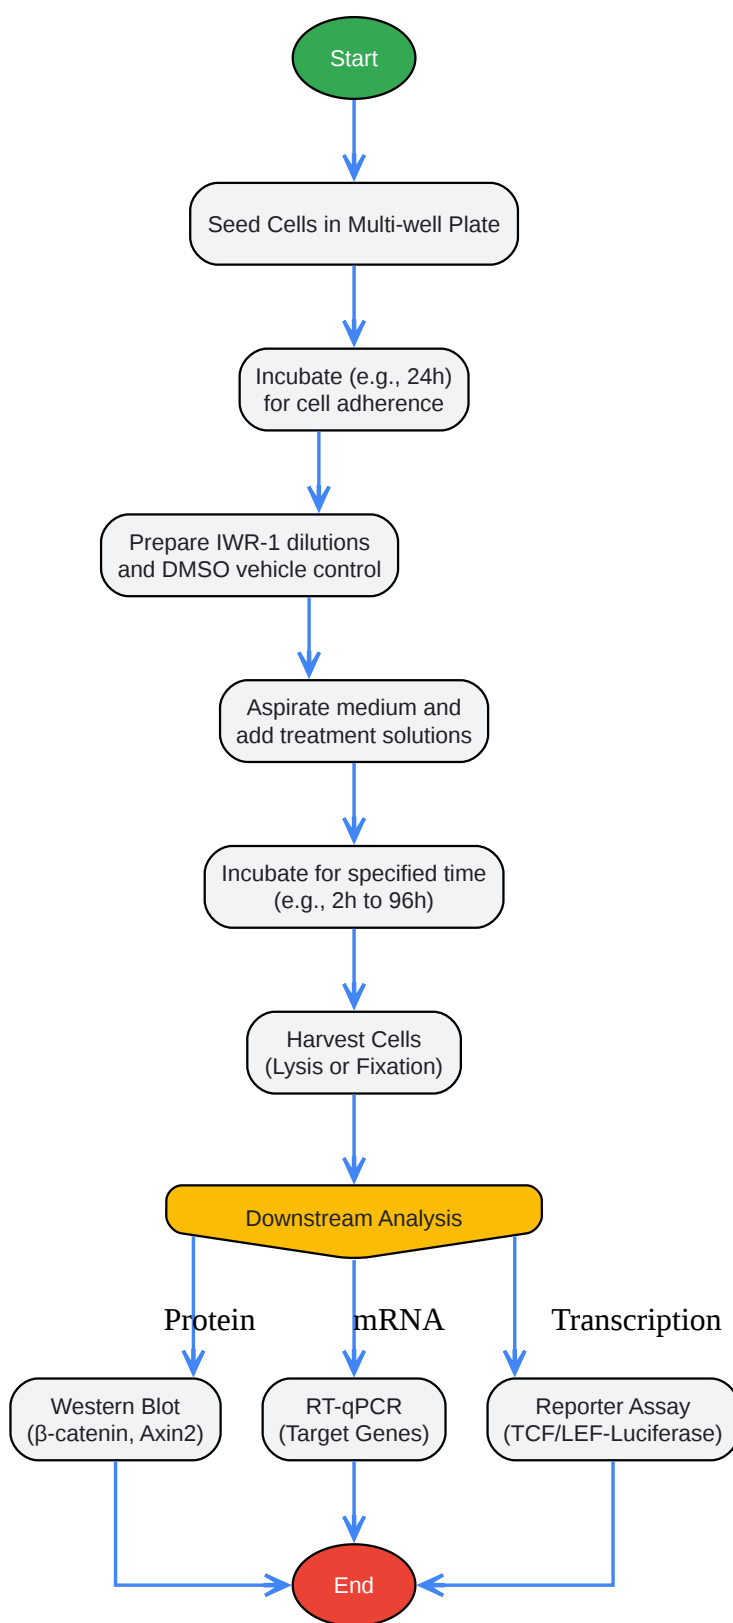 Start
Seed Cells in Multi-well Plate
Incubate (e.g., 24h)
for cell adherence
Prepare IWR-1 dilutions
and DMSO vehicle control
Aspirate medium and
add treatment solutions
Incubate for specified time
(e.g., 2h to 96h)
Harvest Cells
(Lysis or Fixation)
Downstream Analysis
Protein
mRNA
Transcription
Western Blot
(β-catenin, Axin2)
RT-qPCR
(Target Genes)
Reporter Assay
(TCF/LEF-Luciferase)
End